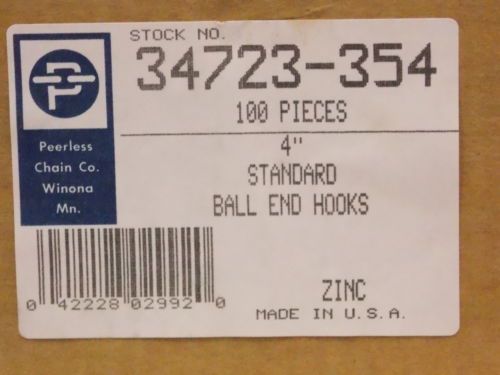 STOCK NO.
34723-354
100 PIECES
4"
STANDARD
BALL END HOOKS
P
Peerless
Chain Co.
Winona
Mn.
0 42228 02992 0
ZINC
MADE IN U.S.A.